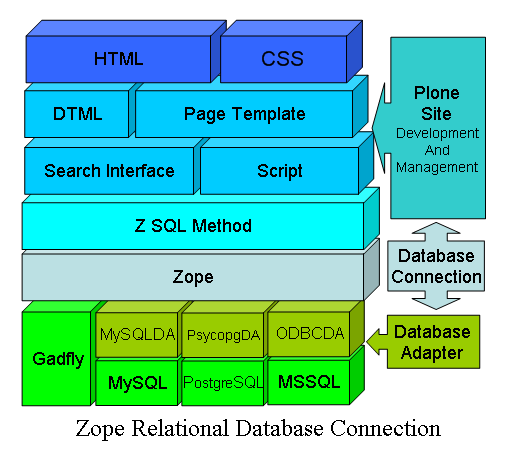 HTML
CSS
DTML
Page Template
Search Interface
Script
Z SQL Method
Zope
Gadfly
MySQLDA
PsycopgDA
ODBCDA
MySQL
PostgreSQL
MSSQL
Plone
Site
Development
And
Management
Database
Connection
Database
Adapter
Zope Relational Database Connection